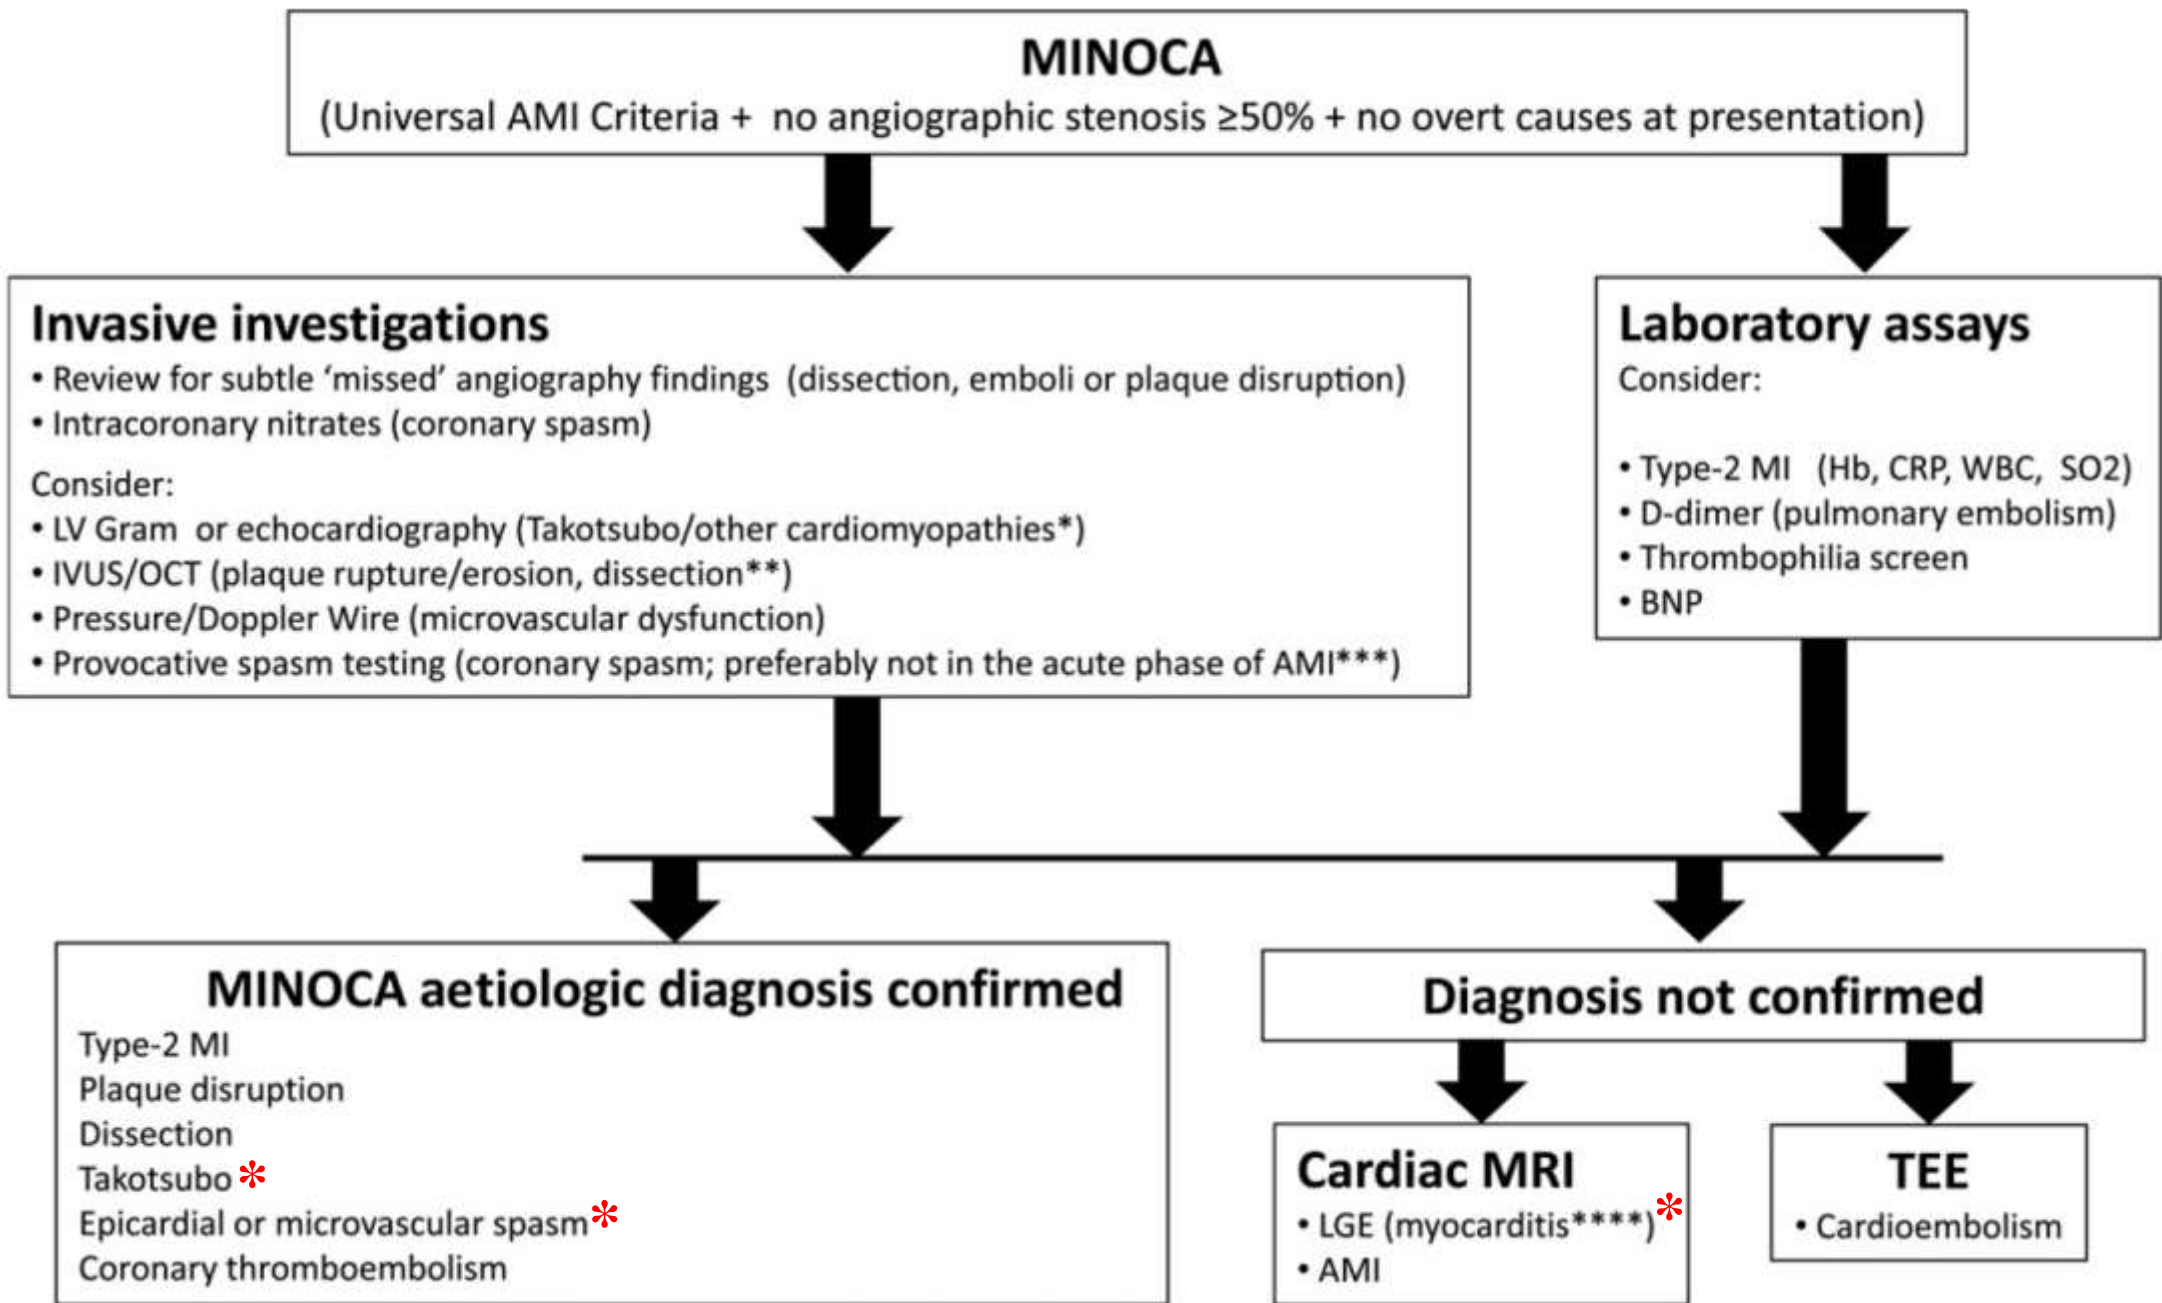 MINOCA
(Universal AMI Criteria + no angiographic stenosis ≥50% + no overt causes at presentation)
Invasive investigations
• Review for subtle ‘missed’ angiography findings (dissection, emboli or plaque disruption)
• Intracoronary nitrates (coronary spasm)
Consider:
• LV Gram or echocardiography (Takotsubo/other cardiomyopathies*)
• IVUS/OCT (plaque rupture/erosion, dissection**)
• Pressure/Doppler Wire (microvascular dysfunction)
• Provocative spasm testing (coronary spasm; preferably not in the acute phase of AMI***)
Laboratory assays
Consider:
• Type-2 MI (Hb, CRP, WBC, SO2)
• D-dimer (pulmonary embolism)
• Thrombophilia screen
• BNP
MINOCA aetiologic diagnosis confirmed
Type-2 MI
Plaque disruption
Dissection
Takotsubo *
Epicardial or microvascular spasm *
Coronary thromboembolism
Diagnosis not confirmed
Cardiac MRI
• LGE (myocarditis****) *
• AMI
TEE
• Cardioembolism